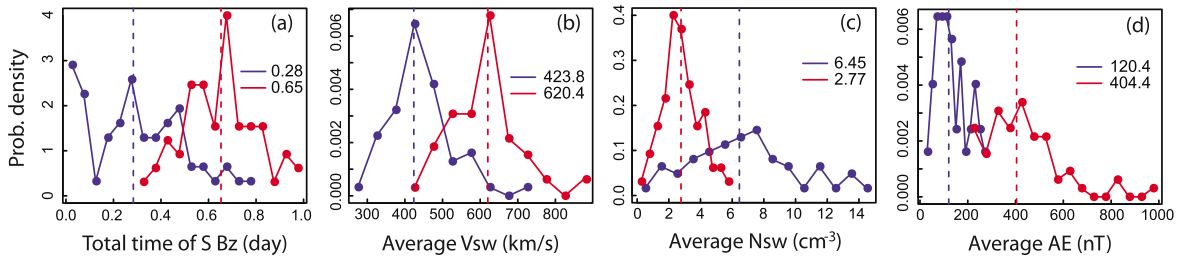 Prob. density
(a)
4
3
2
1
0
0.28
0.65
0.0 0.2 0.4 0.6 0.8 1.0
Total time of S Bz (day)
(b)
0.006
0.004
0.002
0.000
423.8
620.4
300 400 500 600 700 800
Average Vsw (km/s)
(c)
0.4
0.3
0.2
0.1
0.0
6.45
2.77
0 2 4 6 8 10 12 14
Average Nsw (cm-3)
(d)
0.006
0.004
0.002
0.000
120.4
404.4
0 200 400 600 800 1000
Average AE (nT)